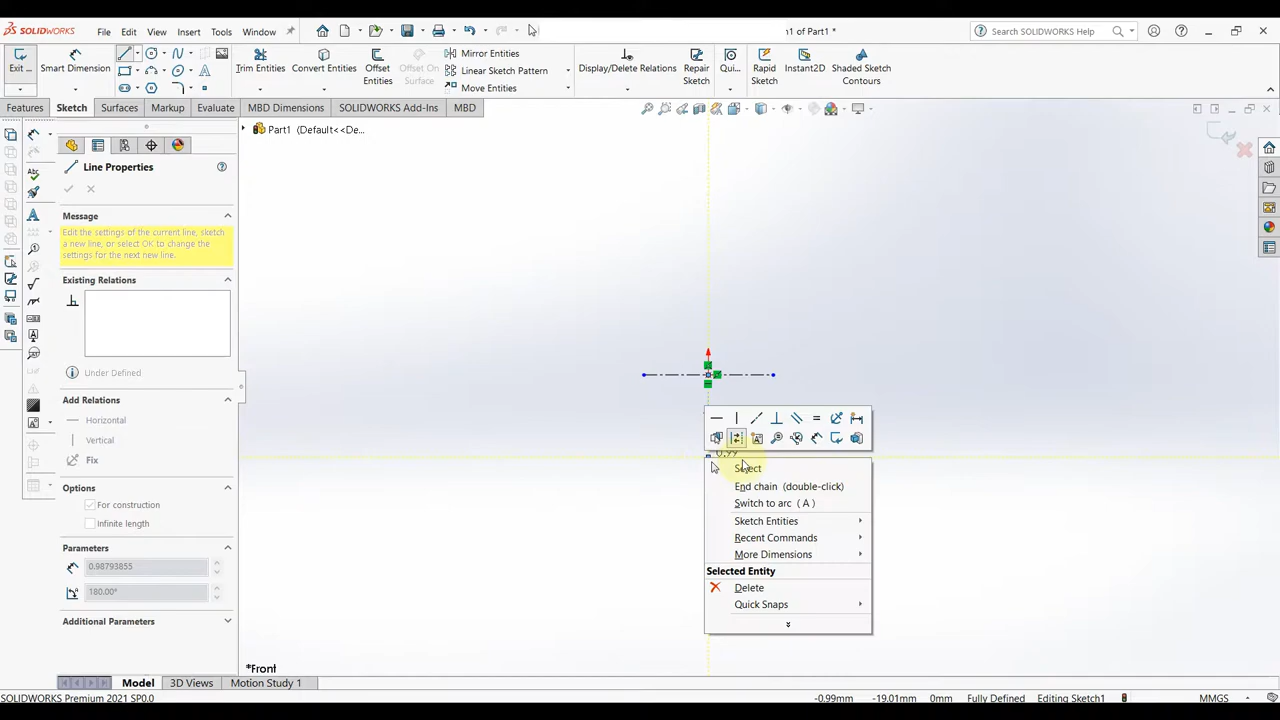 SOLIDWORKS File Edit View Insert Tools Window n1 of Part1 * Search SOLIDWORKS Help
Exit ... Smart Dimension Trim Entities Convert Entities Offset Entities Offset On Surface Mirror Entities Linear Sketch Pattern Move Entities Display/Delete Relations Repair Sketch Qui... Rapid Sketch Instant2D Shaded Sketch Contours
Features Sketch Surfaces Markup Evaluate MBD Dimensions SOLIDWORKS Add-Ins MBD
Part1 (Default<<De...
Line Properties
Message
Edit the settings of the current line, sketch
a new line, or select OK to change the
settings for the next new line.
Existing Relations
Under Defined
Add Relations
Horizontal
Vertical
Fix
Options
For construction
Infinite length
Parameters
0.98793855
180.00°
Additional Parameters
0.99
Select
End chain (double-click)
Switch to arc ( A )
Sketch Entities
Recent Commands
More Dimensions
Selected Entity
Delete
Quick Snaps
*Front
Model 3D Views Motion Study 1
SOLIDWORKS Premium 2021 SP0.0 -0.99mm -19.01mm 0mm Fully Defined Editing Sketch1 MMGS